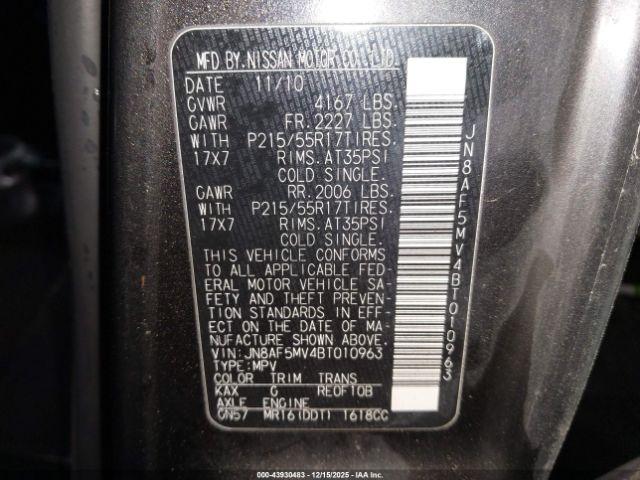 MFD BY NISSAN MOTOR CO., LTD.
DATE 11/10
GVWR 4167 LBS.
GAWR FR. 2227 LBS.
WITH P215/55R17TIRES.
17X7 RIMS. AT35PSI
COLD SINGLE.
GAWR RR. 2006 LBS.
WITH P215/55R17TIRES.
17X7 RIMS. AT35PSI
COLD SINGLE.
THIS VEHICLE CONFORMS
TO ALL APPLICABLE FED-
ERAL MOTOR VEHICLE SA-
FETY AND THEFT PREVEN-
TION STANDARDS IN EFF-
ECT ON THE DATE OF MA-
NUFACTURE SHOWN ABOVE.
VIN:JN8AF5MV4BT010963
TYPE:MPV
COLOR TRIM TRANS
KAX G RE0F10B
AXLE ENGINE
GN57 MR16(DDT) 1618CC
JN8AF5MV4BT010963
000-43930483 - 12/15/2025 - IAA Inc.